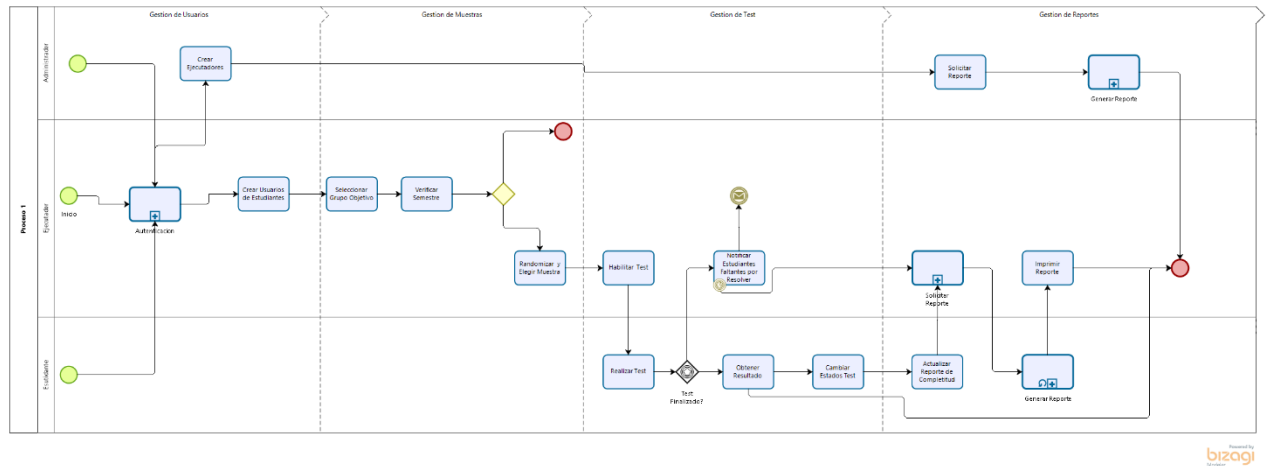 Gestion de Usuarios
Gestion de Muestras
Gestion de Test
Gestion de Reportes
Proceso 1
Administrador
Crear
Ejecutadores
Solicitar
Reporte
Generar Reporte
Ejecutador
Inicio
Autenticacion
Crear Usuarios
de Estudiantes
Seleccionar
Grupo Objetivo
Verificar
Semestre
Randomizar y
Elegir Muestra
Habilitar Test
Notificar
Estudiantes
Faltantes por
Resolver
Solicitar
Reporte
Imprimir
Reporte
Estudiante
Realizar Test
Test
Finalizado?
Obtener
Resultado
Cambiar
Estados Test
Actualizar
Reporte de
Completitud
Generar Reporte
Powered by
bizagi
Modeler